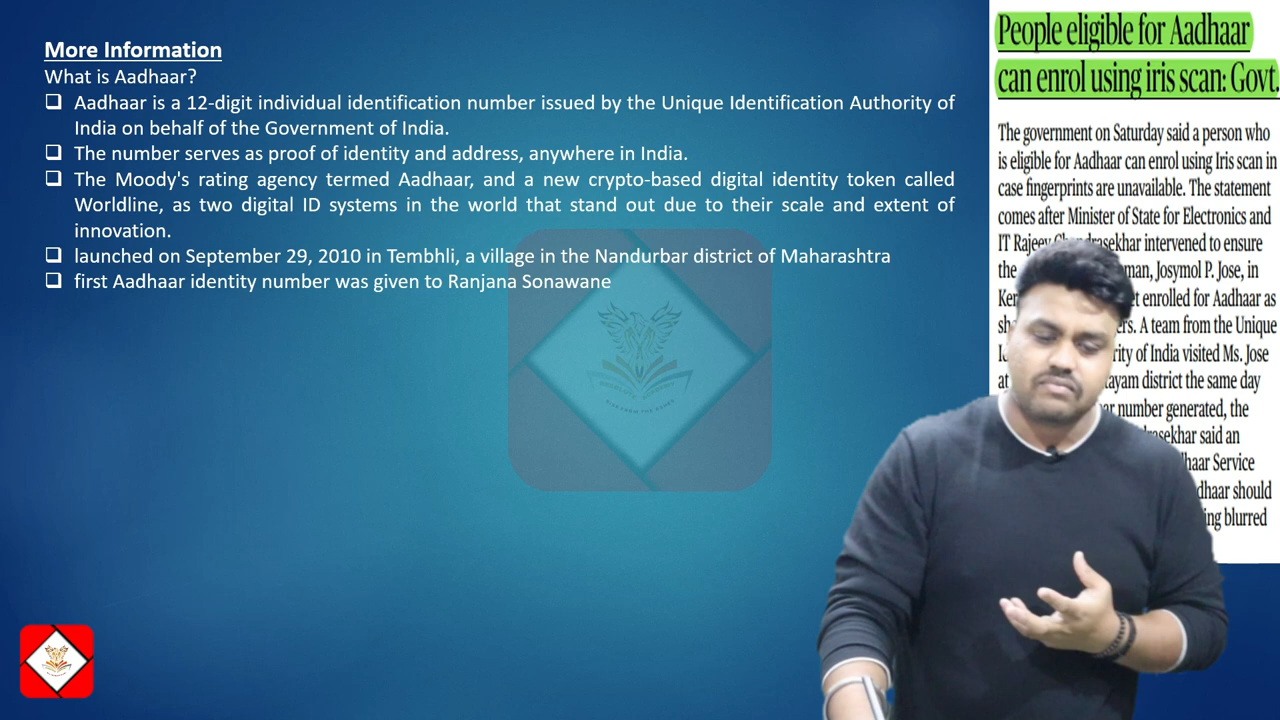 More Information
What is Aadhaar?
❑ Aadhaar is a 12-digit individual identification number issued by the Unique Identification Authority of
India on behalf of the Government of India.
❑ The number serves as proof of identity and address, anywhere in India.
❑ The Moody's rating agency termed Aadhaar, and a new crypto-based digital identity token called
Worldline, as two digital ID systems in the world that stand out due to their scale and extent of
innovation.
❑ launched on September 29, 2010 in Tembhli, a village in the Nandurbar district of Maharashtra
❑ first Aadhaar identity number was given to Ranjana Sonawane
People eligible for Aadhaar
can enrol using iris scan: Govt.
The government on Saturday said a person who
is eligible for Aadhaar can enrol using Iris scan in
case fingerprints are unavailable. The statement
comes after Minister of State for Electronics and
IT Rajeev Chandrasekhar intervened to ensure
the Josymol P. Jose, in
enrolled for Aadhaar as
A team from the Unique
of India visited Ms. Jose
at district the same day
number generated, the
said an
Service
should
blurred